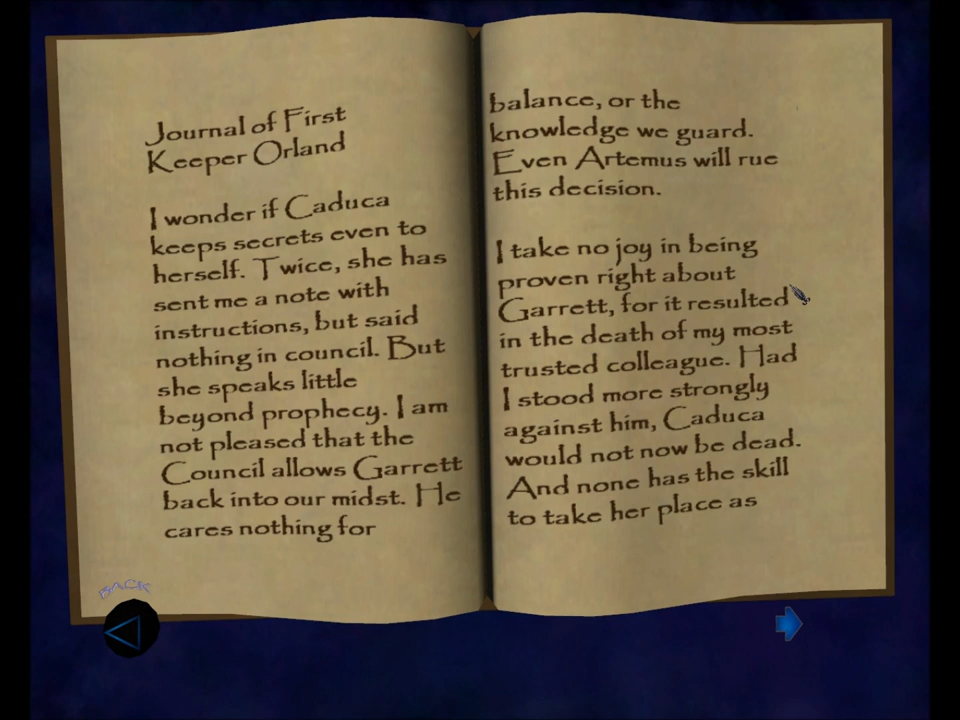 Journal of First
Keeper Orland
I wonder if Caduca
keeps secrets even to
herself. Twice, she has
sent me a note with
instructions, but said
nothing in council. But
she speaks little
beyond prophecy. I am
not pleased that the
Council allows Garrett
back into our midst. He
cares nothing for
balance, or the
knowledge we guard.
Even Artemus will rue
this decision.
I take no joy in being
proven right about
Garrett, for it resulted
in the death of my most
trusted colleague. Had
I stood more strongly
against him, Caduca
would not now be dead.
And none has the skill
to take her place as
BACK